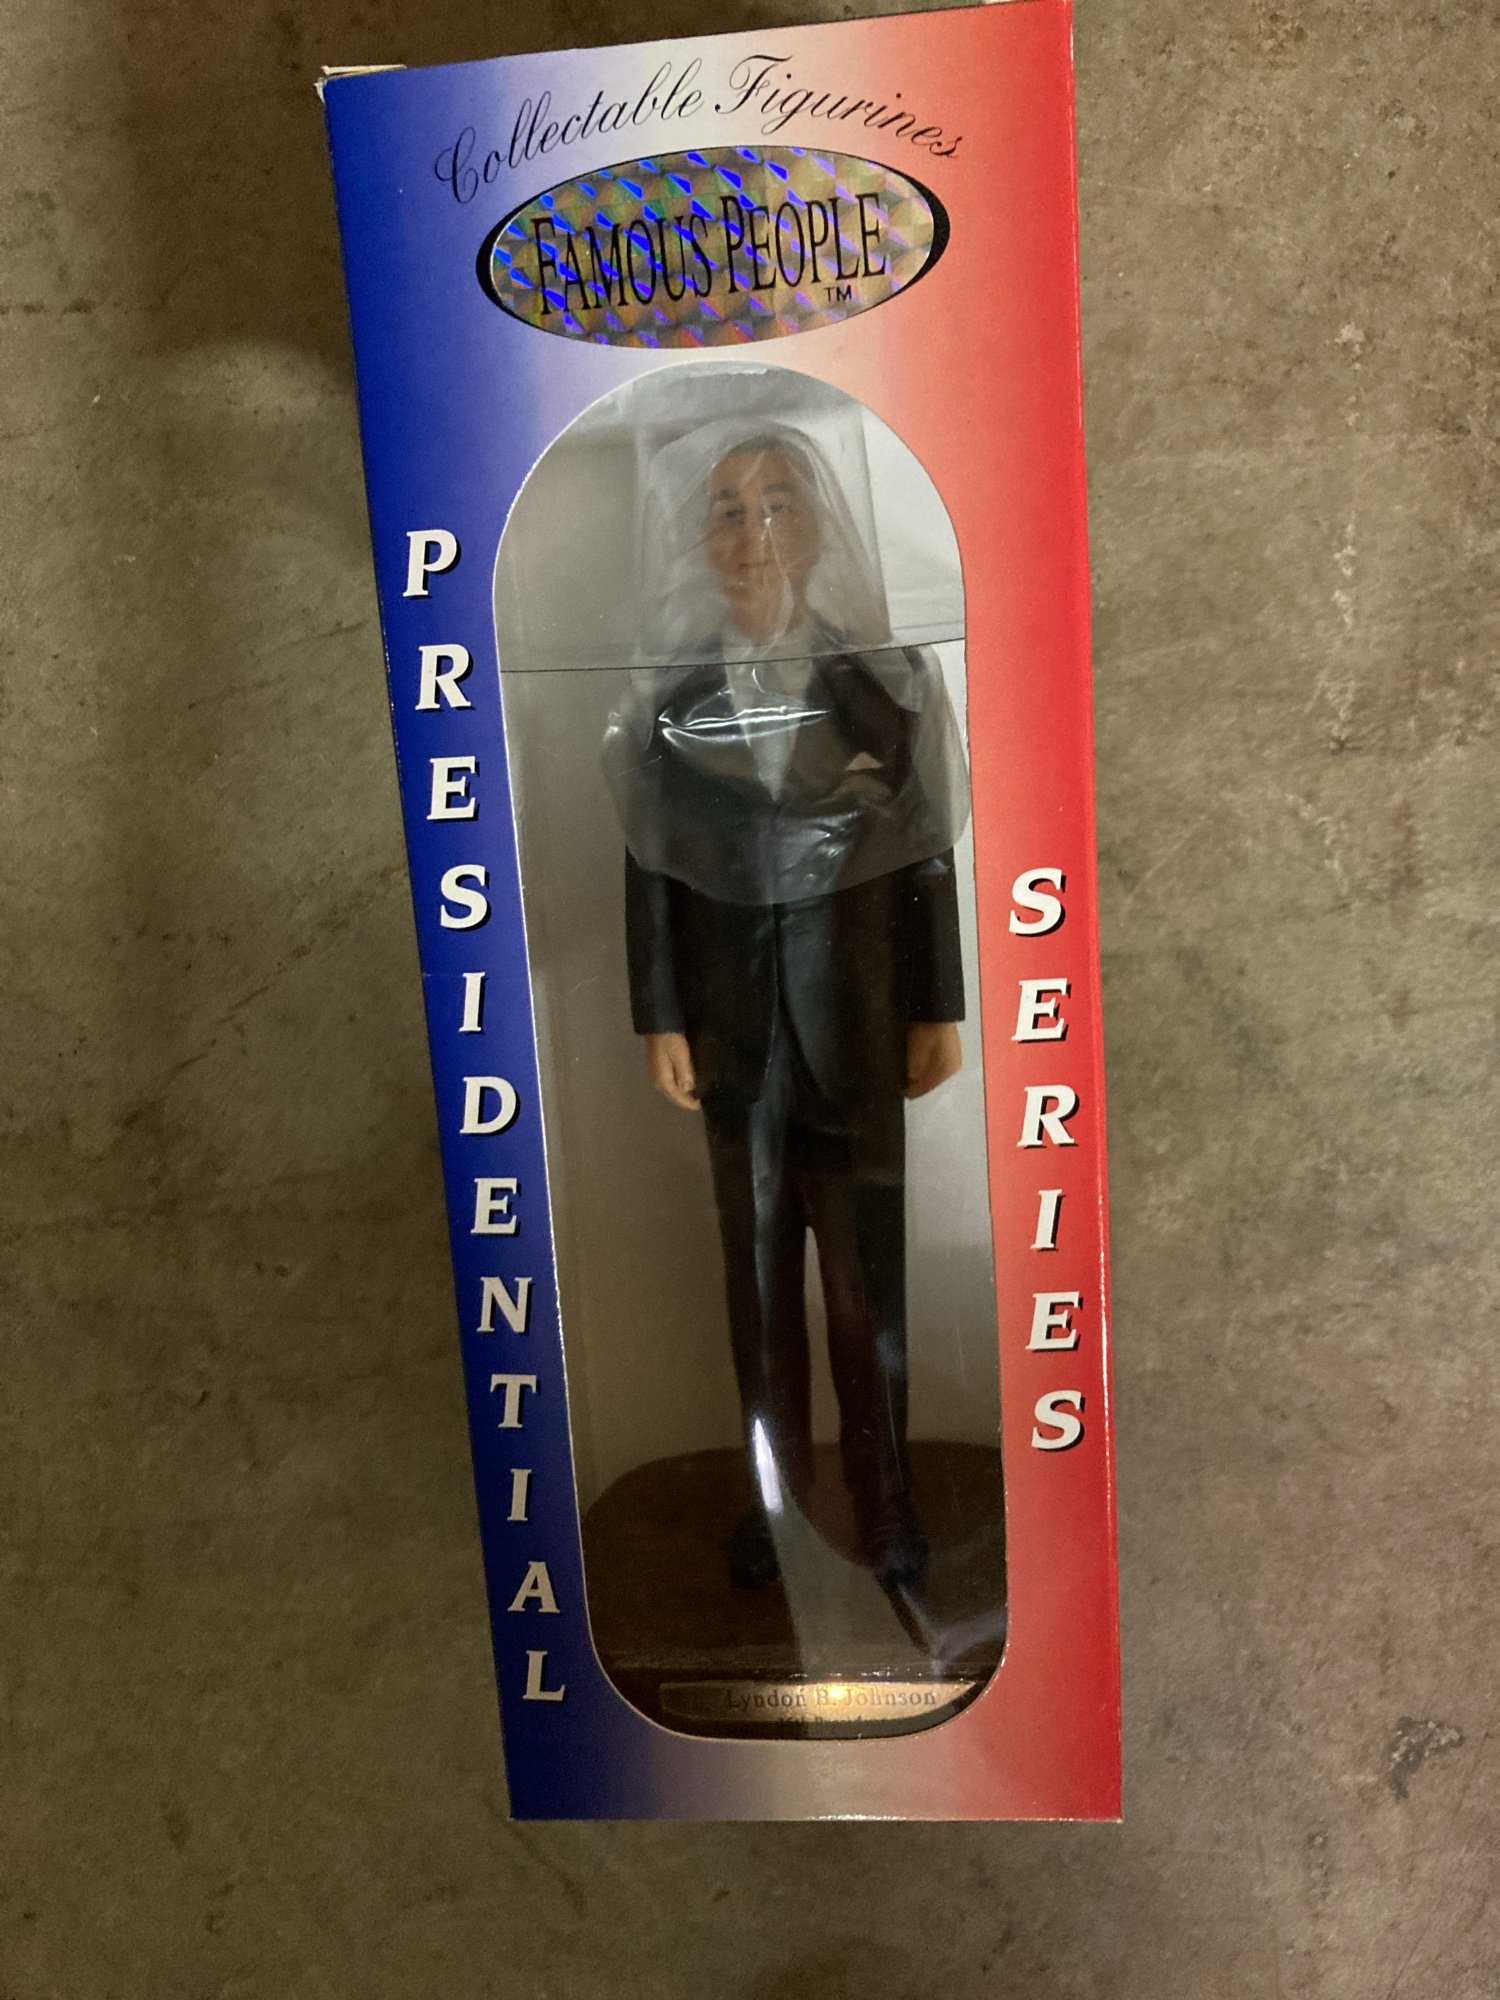 Collectable Figurines
FAMOUS PEOPLE
TM
PRESIDENTIAL
SERIES
Lyndon B. Johnson